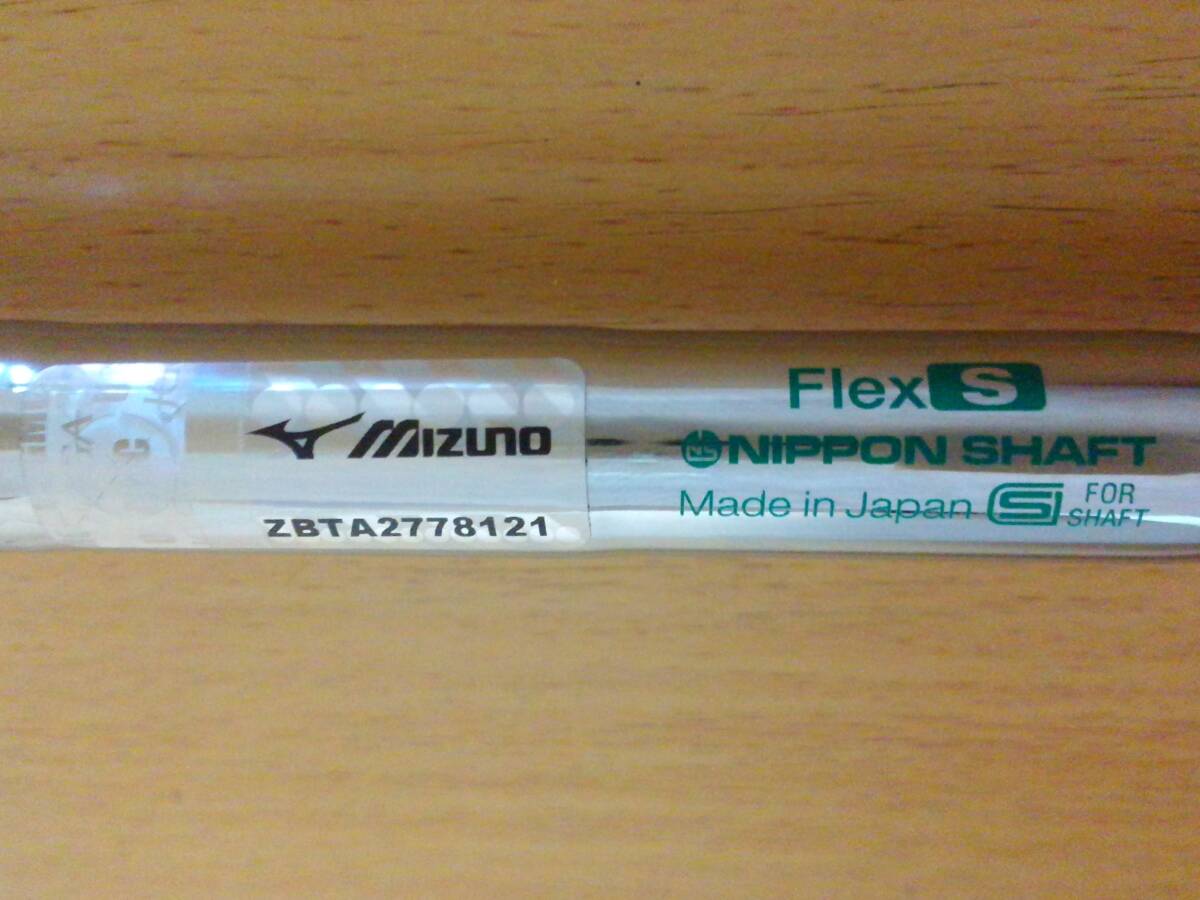 MIZUNO
ZBTA2778121
Flex S
NIPPON SHAFT
Made in Japan
FOR
SHAFT